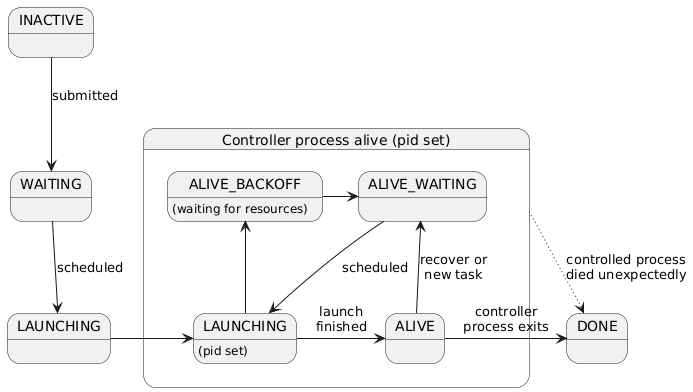 INACTIVE
submitted
Controller process alive (pid set)
WAITING
ALIVE_BACKOFF
(waiting for resources)
ALIVE_WAITING
scheduled
scheduled
recover or
new task
controlled process
died unexpectedly
LAUNCHING
LAUNCHING
(pid set)
launch
finished
ALIVE
controller
process exits
DONE